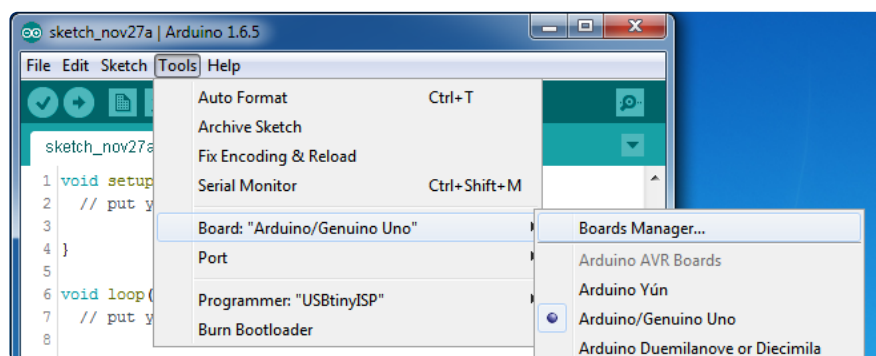 sketch_nov27a | Arduino 1.6.5
File Edit Sketch Tools Help
Auto Format Ctrl+T
Archive Sketch
sketch_nov27a
Fix Encoding & Reload
1 void setup
Serial Monitor Ctrl+Shift+M
2 // put y
3
Board: "Arduino/Genuino Uno"
Boards Manager...
4 }
Port
Arduino AVR Boards
5
Arduino Yún
6 void loop(
Programmer: "USBtinyISP"
Arduino/Genuino Uno
7 // put y
Burn Bootloader
8
Arduino Duemilanove or Diecimila